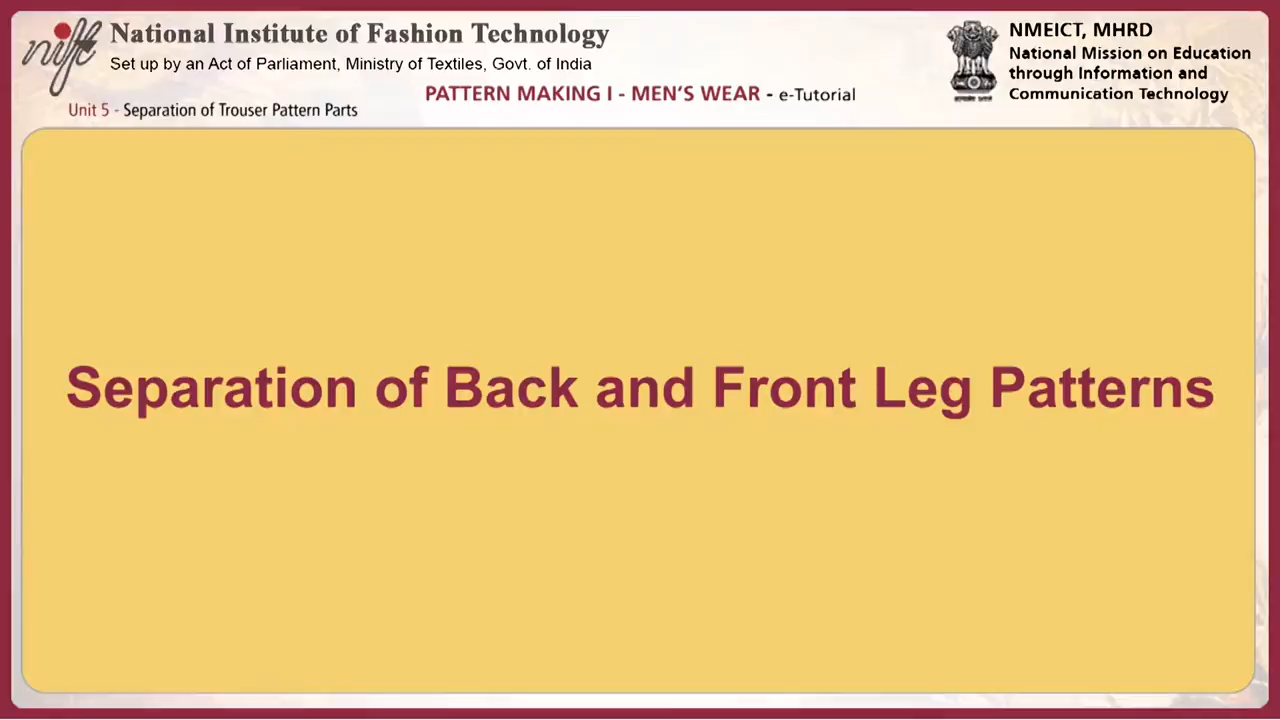 nift
National Institute of Fashion Technology
Set up by an Act of Parliament, Ministry of Textiles, Govt. of India
Unit 5 - Separation of Trouser Pattern Parts
PATTERN MAKING I - MEN'S WEAR - e-Tutorial
NMEICT, MHRD
National Mission on Education
through Information and
Communication Technology
Separation of Back and Front Leg Patterns